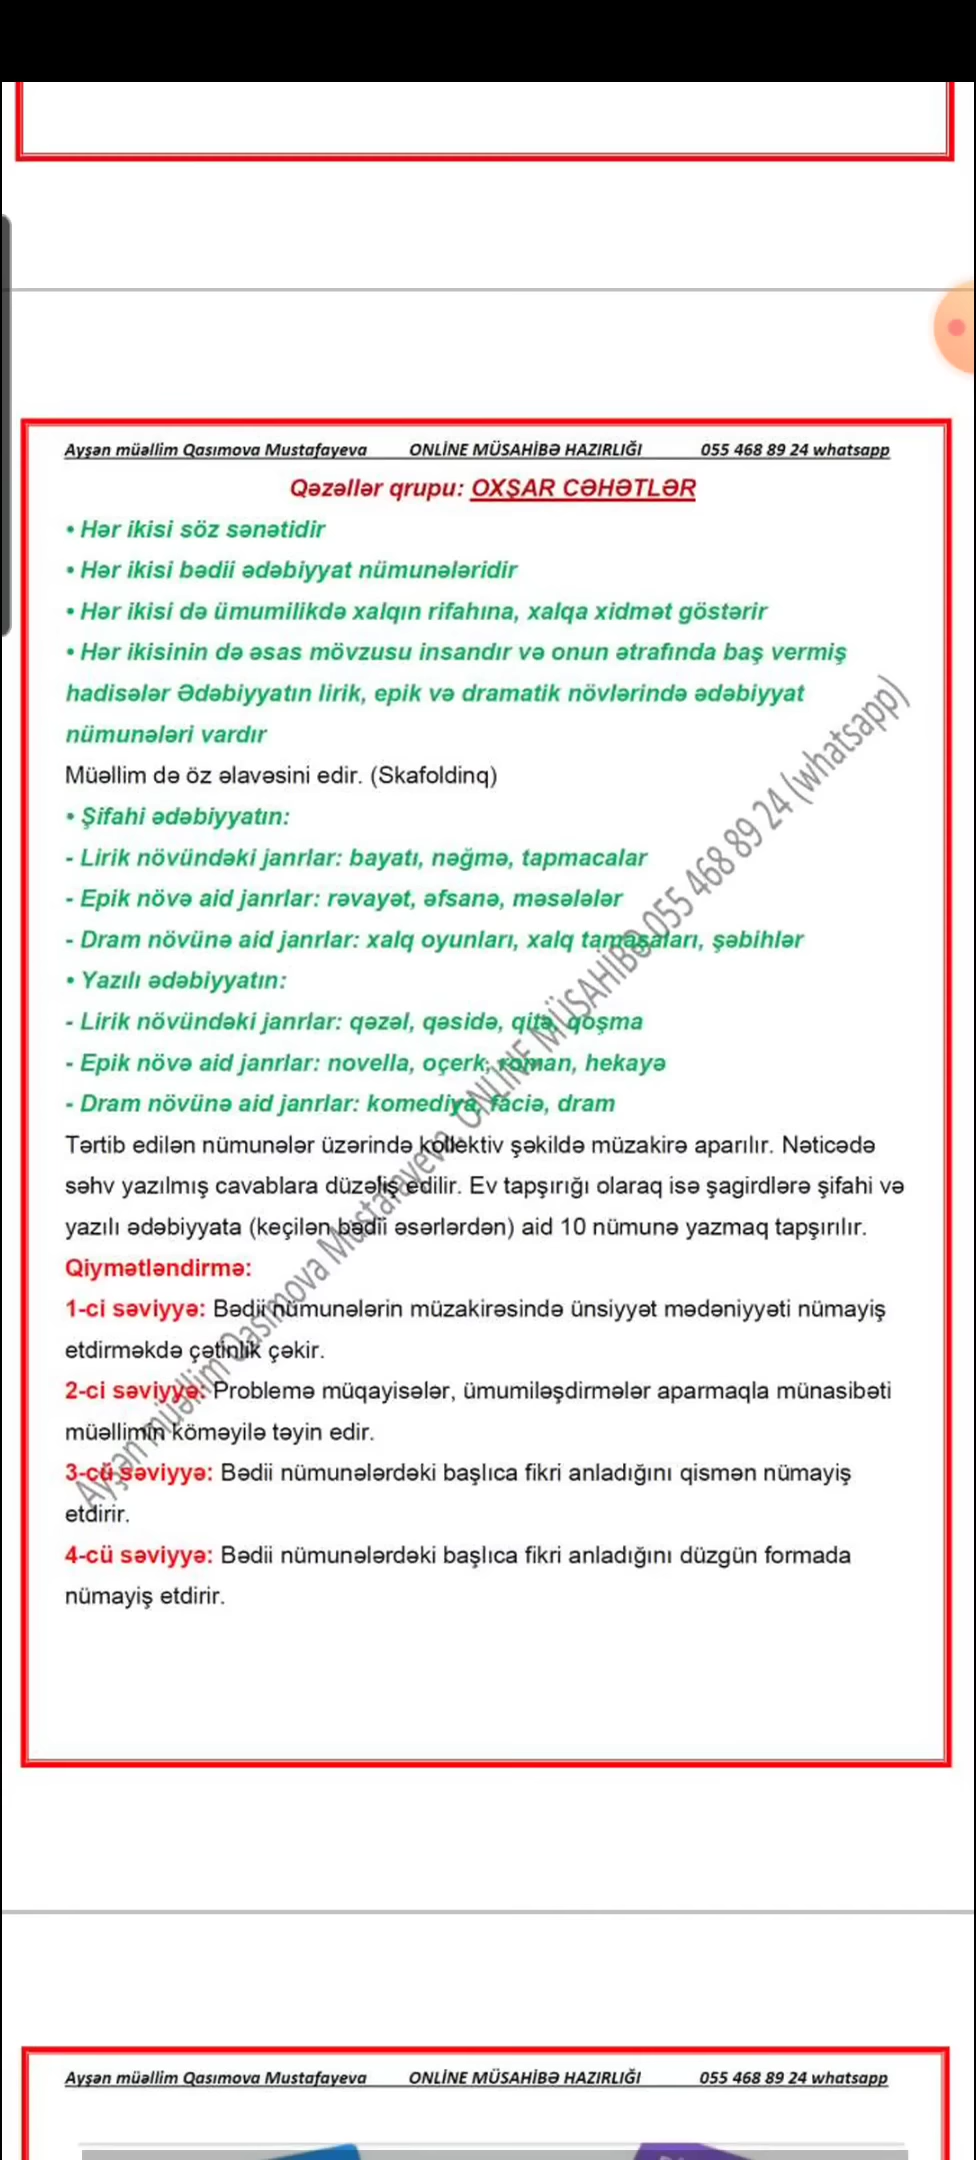 Ayşən müəllim Qasımova Mustafayeva ONLİNE MÜSAHİBƏ HAZIRLIĞI 055 468 89 24 whatsapp
Qəzəllər qrupu: OXŞAR CƏHƏTLƏR
• Hər ikisi söz sənətidir
• Hər ikisi bədii ədəbiyyat nümunələridir
• Hər ikisi də ümumilikdə xalqın rifahına, xalqa xidmət göstərir
• Hər ikisinin də əsas mövzusu insandır və onun ətrafında baş vermiş
hadisələr Ədəbiyyatın lirik, epik və dramatik növlərində ədəbiyyat
nümunələri vardır
Müəllim də öz əlavəsini edir. (Skafoldinq)
• Şifahi ədəbiyyatın:
- Lirik növündəki janrlar: bayatı, nəğmə, tapmacalar
- Epik növə aid janrlar: rəvayət, əfsanə, məsələlər
- Dram növünə aid janrlar: xalq oyunları, xalq tamaşaları, şəbihlər
• Yazılı ədəbiyyatın:
- Lirik növündəki janrlar: qəzəl, qəsidə, qitə, qoşma
- Epik növə aid janrlar: novella, oçerk, roman, hekayə
- Dram növünə aid janrlar: komediya, faciə, dram
Tərtib edilən nümunələr üzərində kollektiv şəkildə müzakirə aparılır. Nəticədə
səhv yazılmış cavablara düzəliş edilir. Ev tapşırığı olaraq isə şagirdlərə şifahi və
yazılı ədəbiyyata (keçilən bədii əsərlərdən) aid 10 nümunə yazmaq tapşırılır.
Qiymətləndirmə:
1-ci səviyyə: Bədii nümunələrin müzakirəsində ünsiyyət mədəniyyəti nümayiş
etdirməkdə çətinlik çəkir.
2-ci səviyyə: Problemə müqayisələr, ümumiləşdirmələr aparmaqla münasibəti
müəllimin köməyilə təyin edir.
3-cü səviyyə: Bədii nümunələrdəki başlıca fikri anladığını qismən nümayiş
etdirir.
4-cü səviyyə: Bədii nümunələrdəki başlıca fikri anladığını düzgün formada
nümayiş etdirir.
Ayşən müəllim Qasımova Mustafayeva ONLİNE MÜSAHİBƏ 055 468 89 24 (whatsapp)
Ayşən müəllim Qasımova Mustafayeva ONLİNE MÜSAHİBƏ HAZIRLIĞI 055 468 89 24 whatsapp